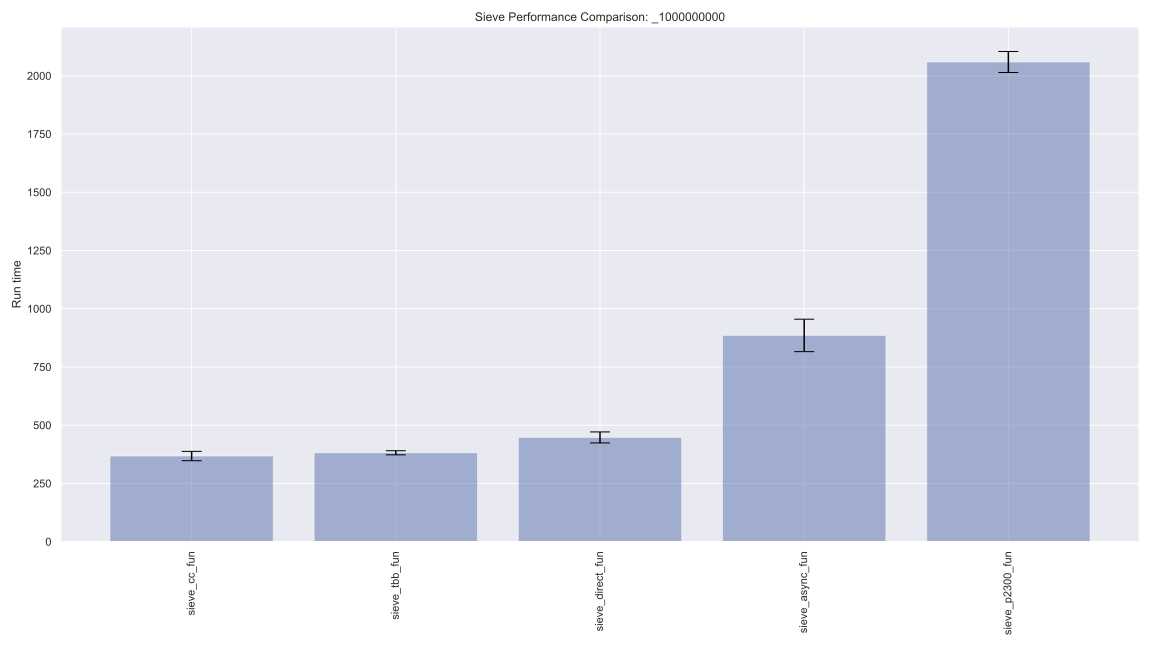 Sieve Performance Comparison: _1000000000
Run time
2000
1750
1500
1250
1000
750
500
250
0
sieve_cc_fun
sieve_tbb_fun
sieve_direct_fun
sieve_async_fun
sieve_p2300_fun